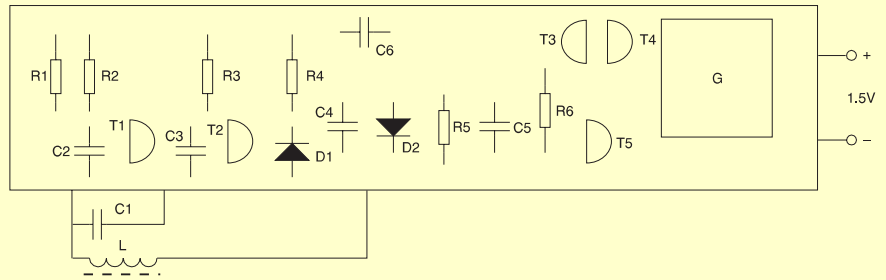 T3
T4
C6
R1
R2
R3
R4
G
+
1.5V
C4
R6
T1
C3
T2
R5
C5
C2
D1
D2
T5
−
C1
L